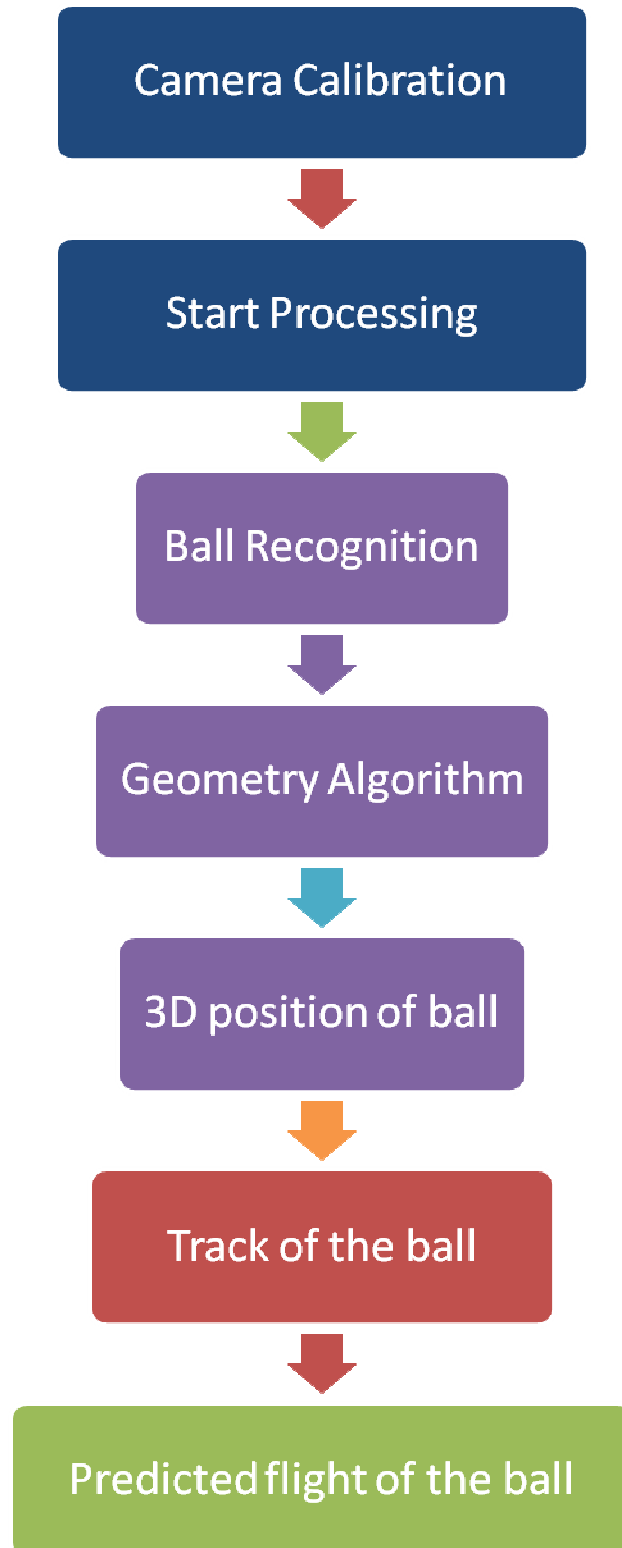 Camera Calibration
Start Processing
Ball Recognition
Geometry Algorithm
3D position of ball
Track of the ball
Predicted flight of the ball